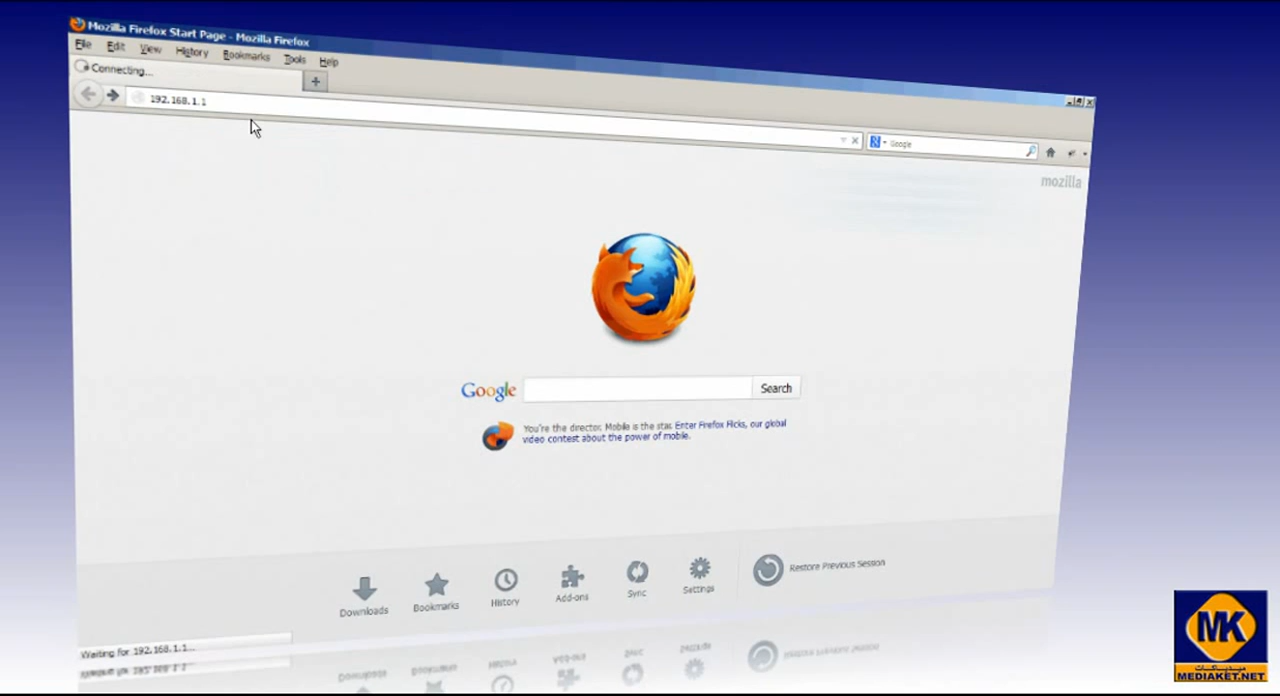 Mozilla Firefox Start Page - Mozilla Firefox
File Edit View History Bookmarks Tools Help
Connecting...
192.168.1.1
Google
mozilla
Google
Search
You're the director. Mobile is the star. Enter Firefox Flicks, our global
video contest about the power of mobile.
Downloads
Bookmarks
History
Add-ons
Sync
Settings
Restore Previous Session
Waiting for 192.168.1.1...
MK
ميدياكات
MEDIAKET.NET